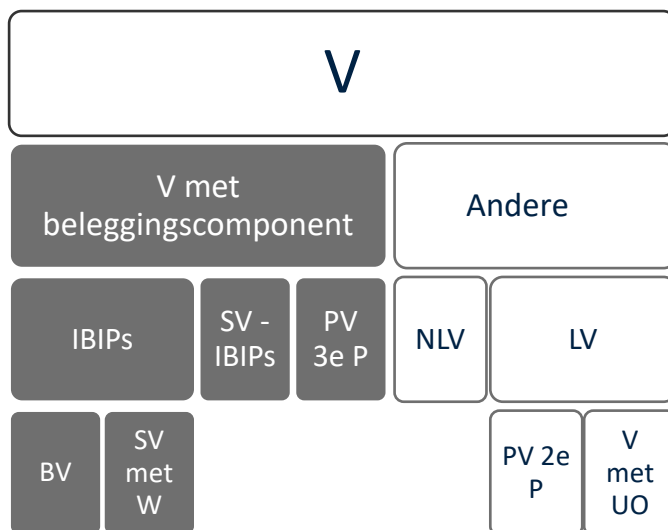 V
V met
beleggingscomponent
Andere
IBIPs
SV -
IBIPs
PV
3e P
NLV
LV
BV
SV
met
W
PV 2e
P
V
met
UO